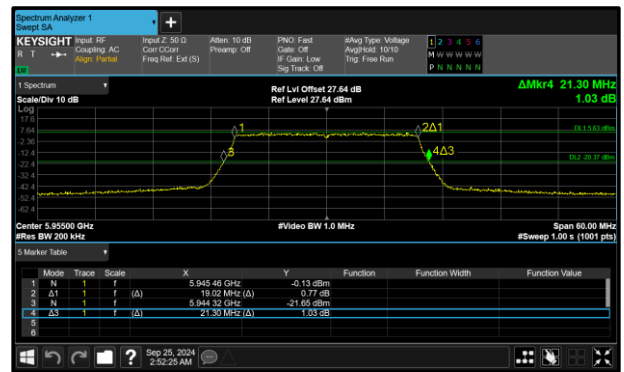 Spectrum Analyzer 1
Swept SA
+
KEYSIGHT Input: RF Input Z: 50 Ω Atten: 10 dB PNO: Fast #Avg Type: Voltage 1 2 3 4 5 6
R T Coupling: AC Corr CCorr Preamp: Off Gate: Off Avg|Hold: 10/10 M W W W W W
Align: Partial Freq Ref: Ext (S) IF Gain: Low Trig: Free Run
Sig Track: Off P N N N N N
1 Spectrum Ref Lvl Offset 27.64 dB ΔMkr4 21.30 MHz
Scale/Div 10 dB Ref Level 27.64 dBm 1.03 dB
Log
17.6
7.64 1 2Δ1 DL1 5.63 dBm
-2.36
-12.4 3 4Δ3
-22.4 DL2 -20.37 dBm
-32.4
-42.4
-52.4
-62.4
Center 5.95500 GHz #Video BW 1.0 MHz Span 60.00 MHz
#Res BW 200 kHz #Sweep 1.00 s (1001 pts)
5 Marker Table
Mode Trace Scale X Y Function Function Width Function Value
1 N 1 f 5.945 46 GHz -0.13 dBm
2 Δ1 1 f (Δ) 19.02 MHz (Δ) 0.77 dB
3 N 1 f 5.944 32 GHz -21.65 dBm
4 Δ3 1 f (Δ) 21.30 MHz (Δ) 1.03 dB
5
6
? Sep 25, 2024
2:52:25 AM